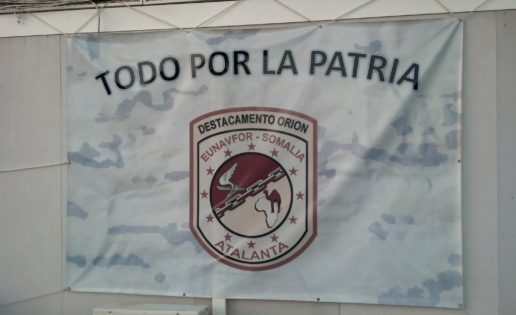 TODO POR LA PATRIA
DESTACAMENTO ORION
EUNAVFOR - SOMALIA
ATALANTA